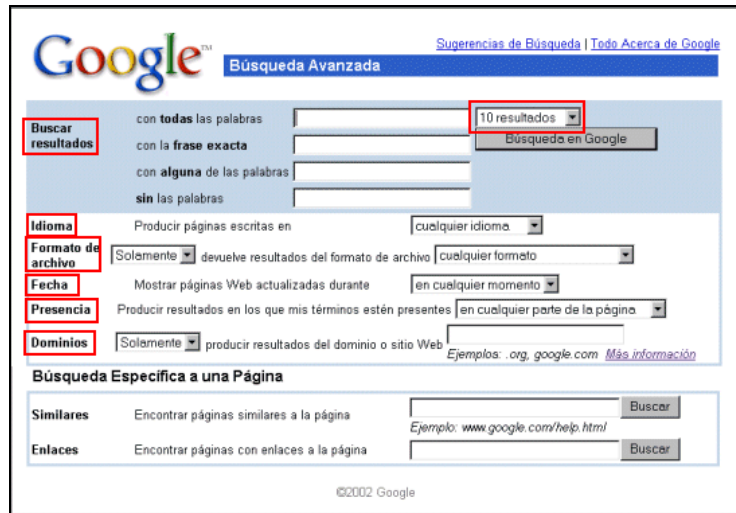 Google™
Sugerencias de Búsqueda | Todo Acerca de Google
Búsqueda Avanzada
Buscar resultados
con todas las palabras
10 resultados
Búsqueda en Google
con la frase exacta
con alguna de las palabras
sin las palabras
Idioma
Producir páginas escritas en
cualquier idioma
Formato de archivo
Solamente
devuelve resultados del formato de archivo
cualquier formato
Fecha
Mostrar páginas Web actualizadas durante
en cualquier momento
Presencia
Producir resultados en los que mis términos estén presentes
en cualquier parte de la página
Dominios
Solamente
producir resultados del dominio o sitio Web
Ejemplos: .org, google.com Más información
Búsqueda Específica a una Página
Similares
Encontrar páginas similares a la página
Buscar
Ejemplo: www.google.com/help.html
Enlaces
Encontrar páginas con enlaces a la página
Buscar
©2002 Google